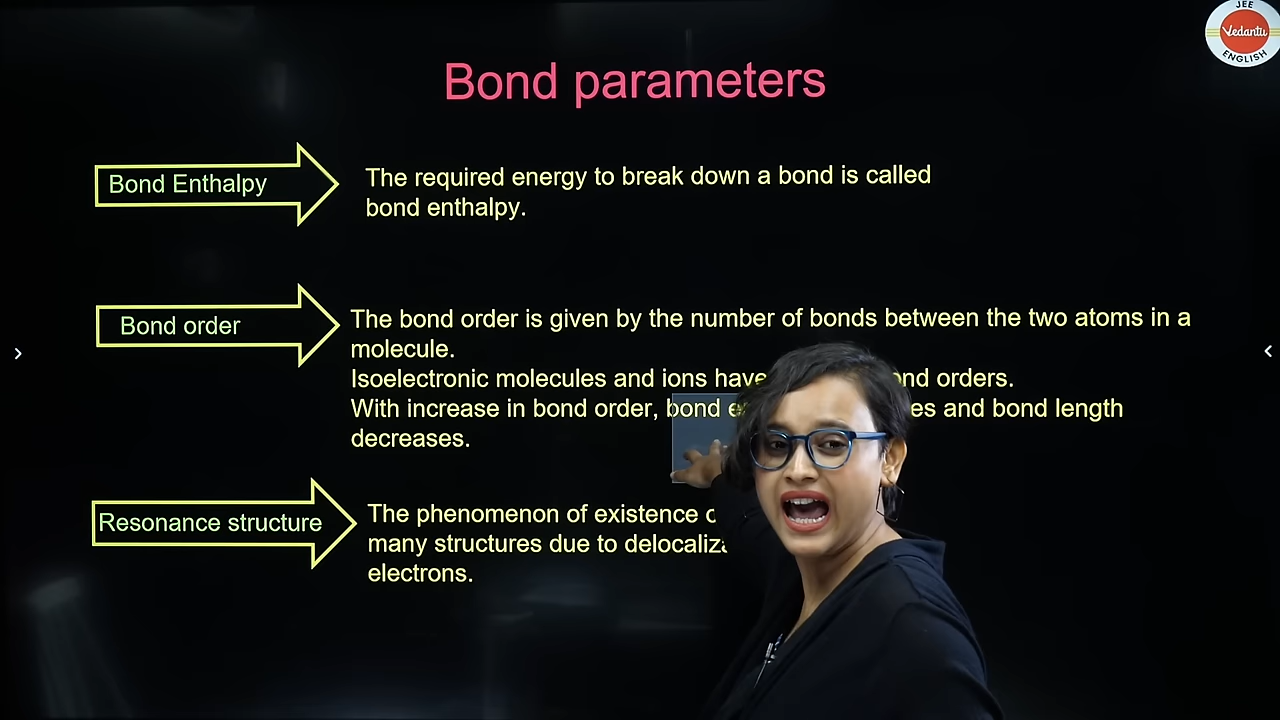 JEE
Vedantu
ENGLISH
Bond parameters
Bond Enthalpy
The required energy to break down a bond is called
bond enthalpy.
Bond order
The bond order is given by the number of bonds between the two atoms in a
molecule.
Isoelectronic molecules and ions have orders.
With increase in bond order, bond and bond length
decreases.
Resonance structure
The phenomenon of existence
many structures due to
electrons.